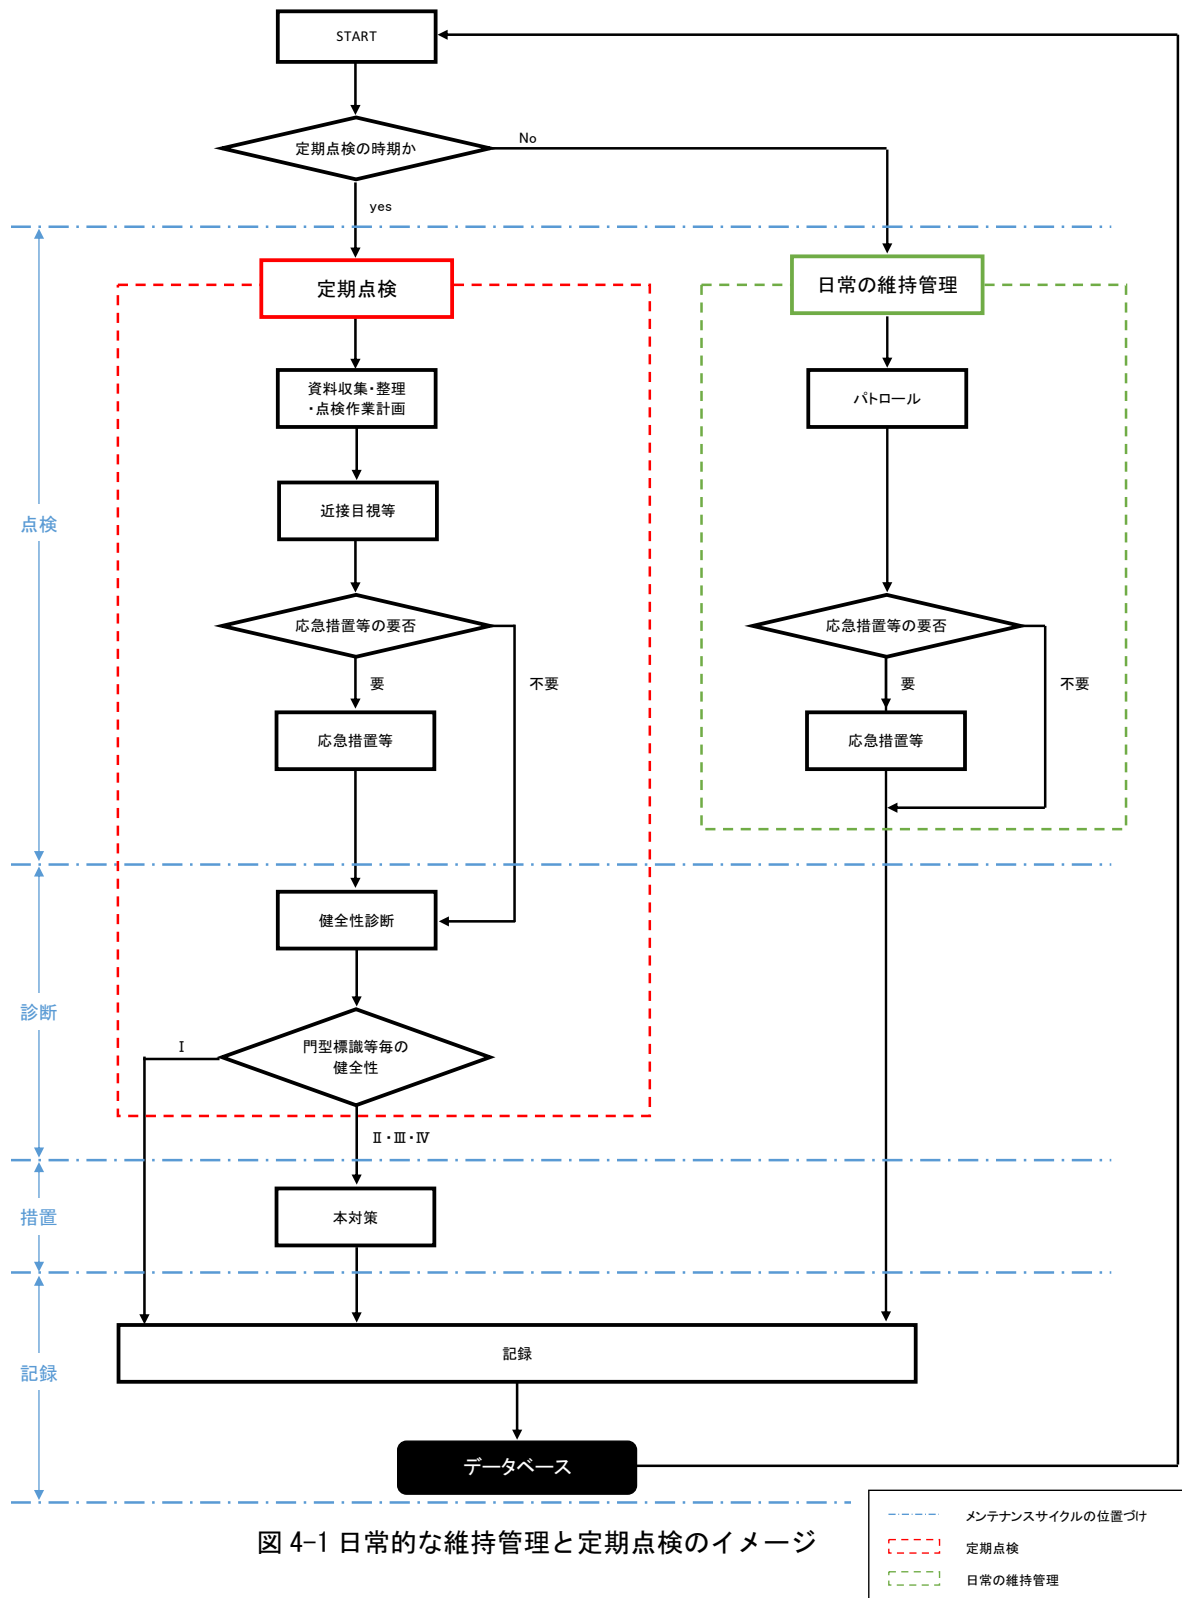 START
定期点検の時期か
No
yes
定期点検
日常の維持管理
資料収集・整理
・点検作業計画
パトロール
近接目視等
点検
応急措置等の要否
応急措置等の要否
要
不要
要
不要
応急措置等
応急措置等
健全性診断
診断
門型標識等毎の
健全性
Ⅰ
Ⅱ・Ⅲ・Ⅳ
措置
本対策
記録
記録
データベース
図 4-1 日常的な維持管理と定期点検のイメージ
メンテナンスサイクルの位置づけ
定期点検
日常の維持管理